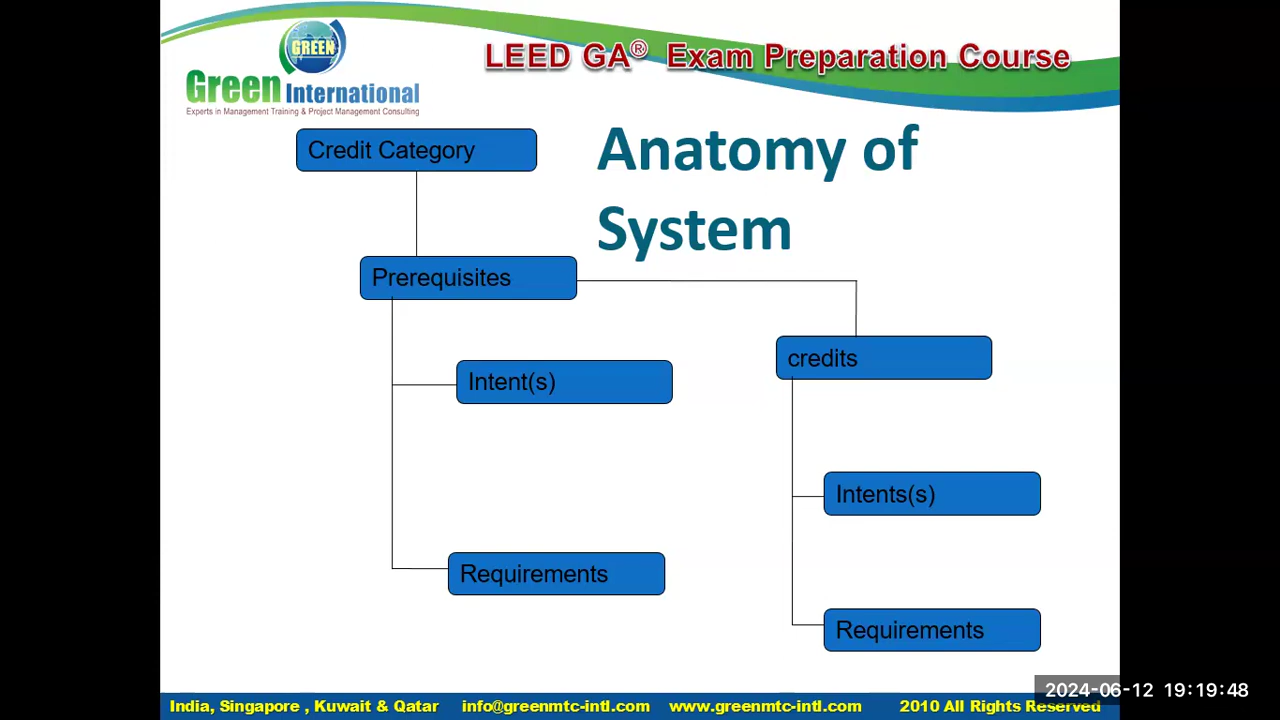 GREEN
Green International
Experts in Management Training & Project Management Consulting
LEED GA® Exam Preparation Course
Credit Category
Anatomy of
System
Prerequisites
credits
Intent(s)
Intents(s)
Requirements
Requirements
2024-06-12 19:19:48
India, Singapore , Kuwait & Qatar info@greenmtc-intl.com www.greenmtc-intl.com 2010 All Rights Reserved